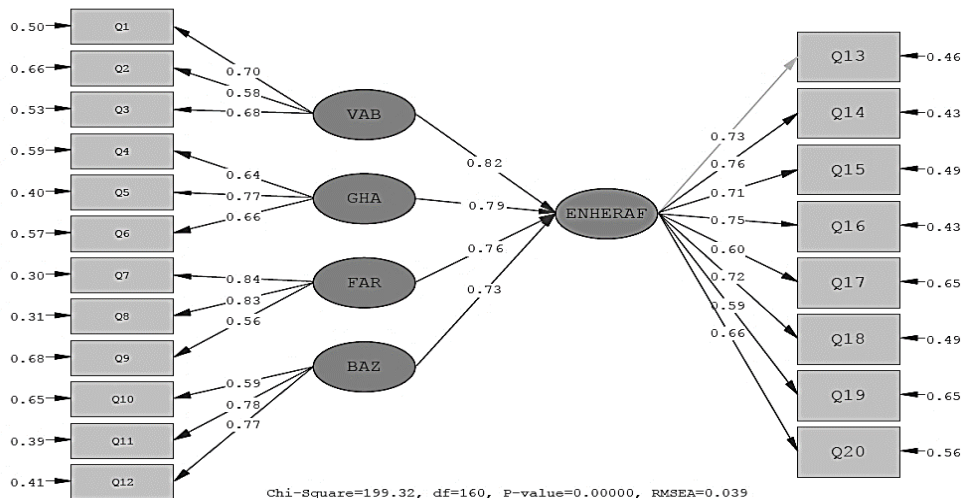 0.50 Q1
0.66 Q2
0.53 Q3
0.59 Q4
0.40 Q5
0.57 Q6
0.30 Q7
0.31 Q8
0.68 Q9
0.65 Q10
0.39 Q11
0.41 Q12
0.70
0.58
0.68
0.64
0.77
0.66
0.84
0.83
0.56
0.59
0.78
0.77
VAB
GHA
FAR
BAZ
0.82
0.79
0.76
0.73
ENHERAF
0.73
0.76
0.71
0.75
0.60
0.72
0.59
0.66
Q13 0.46
Q14 0.43
Q15 0.49
Q16 0.43
Q17 0.65
Q18 0.49
Q19 0.65
Q20 0.56
Chi-Square=199.32, df=160, P-value=0.00000, RMSEA=0.039